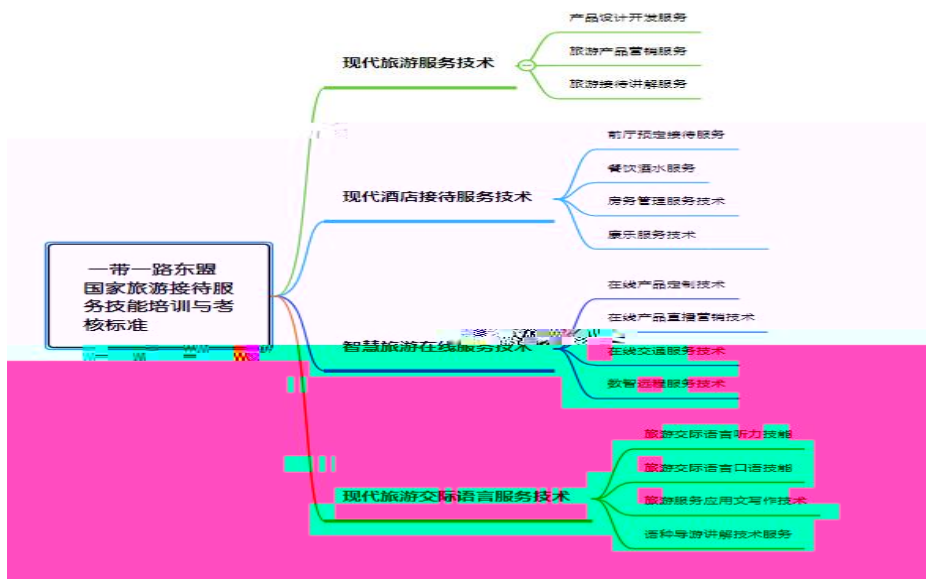 产品设计开发服务
现代旅游服务技术
旅游产品营销服务
旅游接待讲解服务
前厅预定接待服务
餐饮酒水服务
现代酒店接待服务技术
房务管理服务技术
康乐服务技术
一带一路东盟
国家旅游接待服
务技能培训与考
核标准
在线产品定制技术
在线产品直播营销技术
智慧旅游在线服务技术
在线交通服务技术
数智远程服务技术
旅游交际语言听力技能
旅游交际语言口语技能
现代旅游交际语言服务技术
旅游服务应用文写作技术
语种导游讲解技术服务